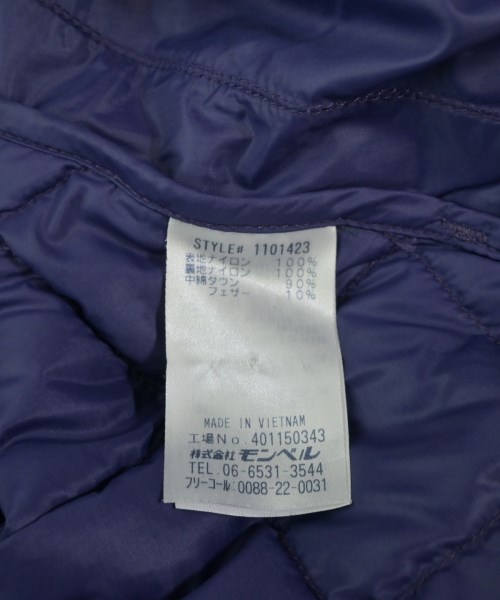 STYLE# 1101423
表地ナイロン 100%
裏地ナイロン 100%
中綿ダウン 90%
フェザー 10%
MADE IN VIETNAM
工場No.401150343
株式会社モンベル
TEL.06-6531-3544
フリーコール:0088-22-0031